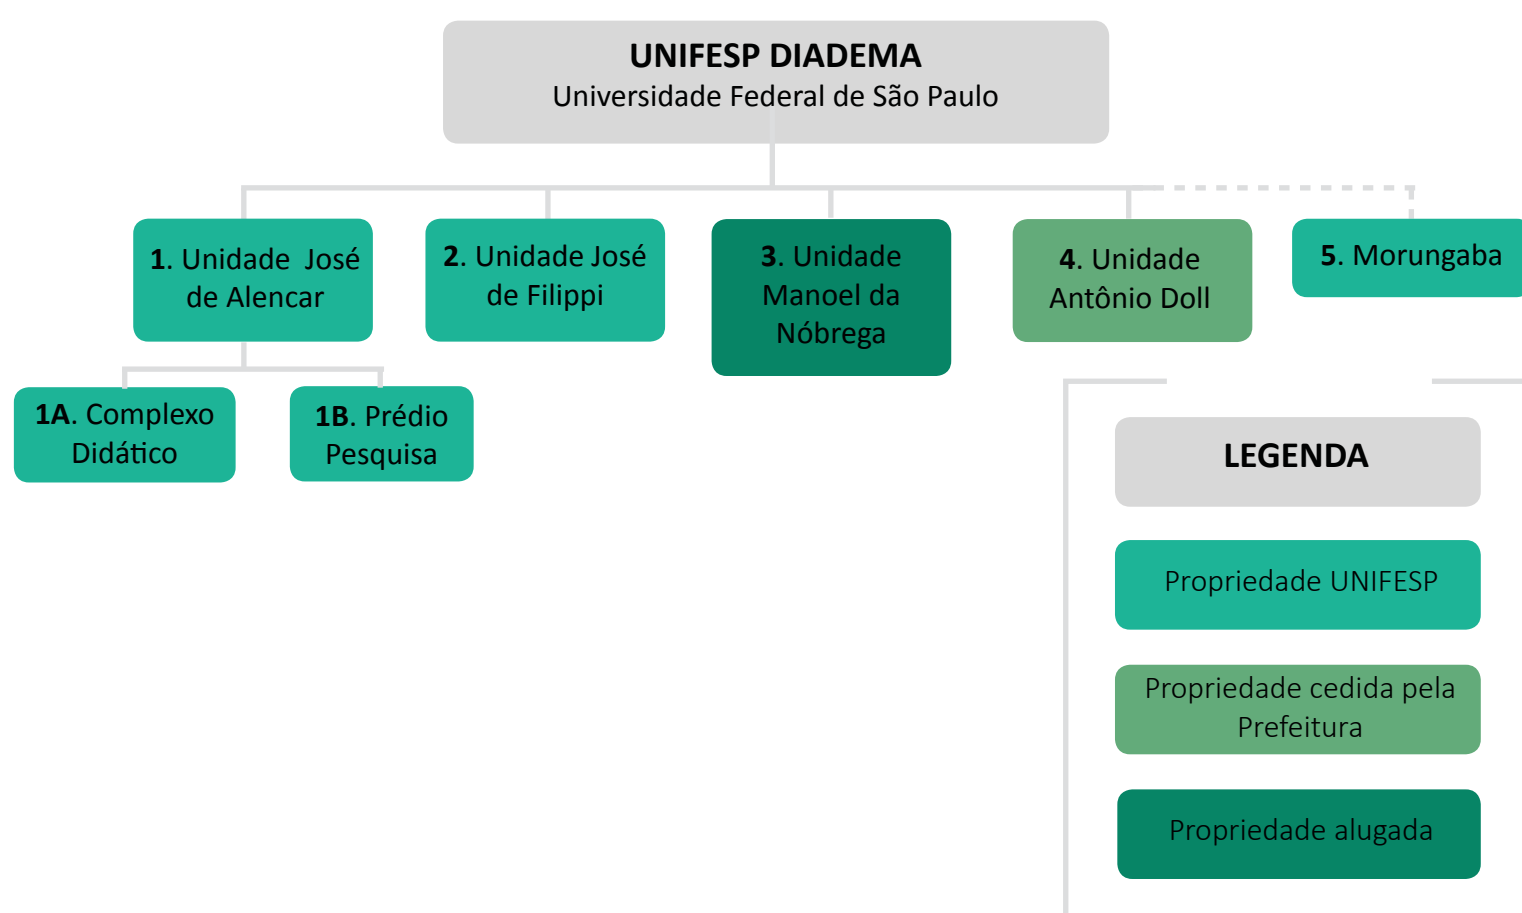 UNIFESP DIADEMA
Universidade Federal de São Paulo
1. Unidade José
de Alencar
2. Unidade José
de Filippi
3. Unidade
Manoel da
Nóbrega
4. Unidade
Antônio Doll
5. Morungaba
1A. Complexo
Didático
1B. Prédio
Pesquisa
LEGENDA
Propriedade UNIFESP
Propriedade cedida pela
Prefeitura
Propriedade alugada